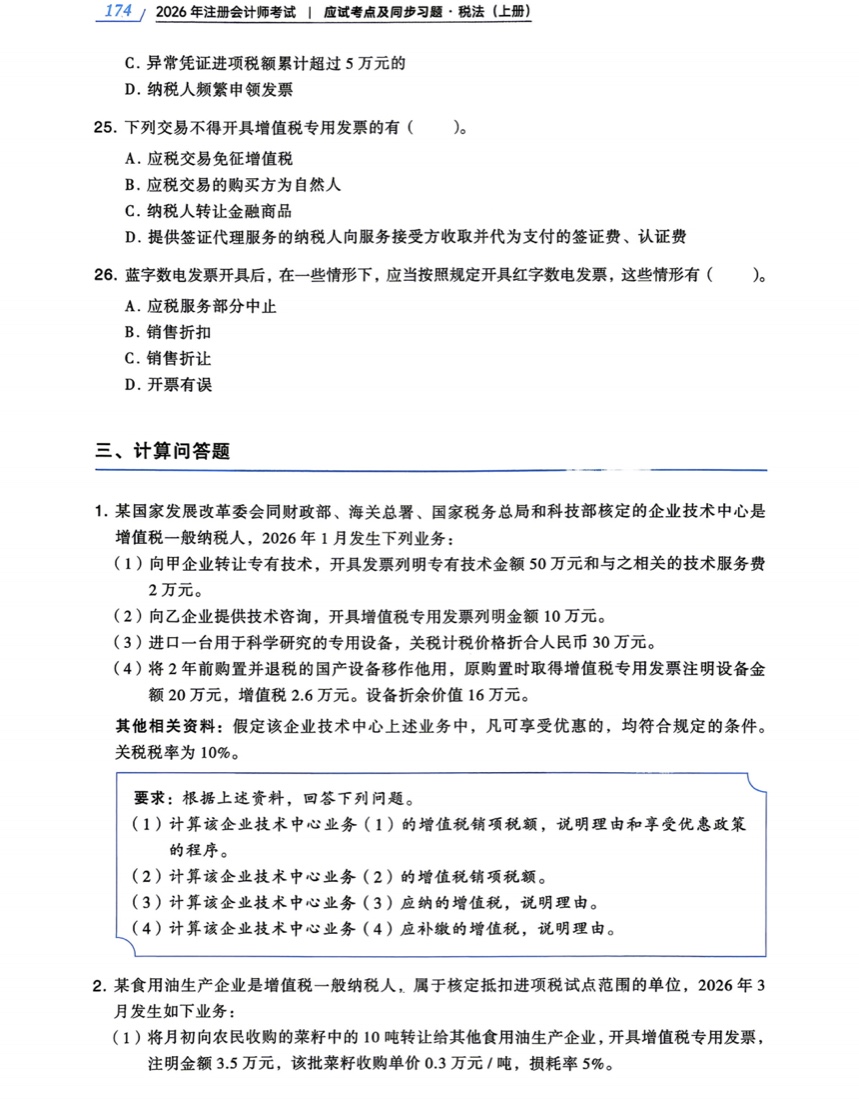 174 / 2026年注册会计师考试 | 应试考点及同步习题·税法（上册）
C. 异常凭证进项税额累计超过5万元的
D. 纳税人频繁申领发票
25. 下列交易不得开具增值税专用发票的有（　　）。
A. 应税交易免征增值税
B. 应税交易的购买方为自然人
C. 纳税人转让金融商品
D. 提供签证代理服务的纳税人向服务接受方收取并代为支付的签证费、认证费
26. 蓝字数电发票开具后，在一些情形下，应当按照规定开具红字数电发票，这些情形有（　　）。
A. 应税服务部分中止
B. 销售折扣
C. 销售折让
D. 开票有误
三、计算问答题
1. 某国家发展改革委会同财政部、海关总署、国家税务总局和科技部核定的企业技术中心是
增值税一般纳税人，2026年1月发生下列业务：
（1）向甲企业转让专有技术，开具发票列明专有技术金额50万元和与之相关的技术服务费
2万元。
（2）向乙企业提供技术咨询，开具增值税专用发票列明金额10万元。
（3）进口一台用于科学研究的专用设备，关税计税价格折合人民币30万元。
（4）将2年前购置并退税的国产设备移作他用，原购置时取得增值税专用发票注明设备金
额20万元，增值税2.6万元。设备折余价值16万元。
其他相关资料：假定该企业技术中心上述业务中，凡可享受优惠的，均符合规定的条件。
关税税率为10%。
要求：根据上述资料，回答下列问题。
（1）计算该企业技术中心业务（1）的增值税销项税额，说明理由和享受优惠政策
的程序。
（2）计算该企业技术中心业务（2）的增值税销项税额。
（3）计算该企业技术中心业务（3）应纳的增值税，说明理由。
（4）计算该企业技术中心业务（4）应补缴的增值税，说明理由。
2. 某食用油生产企业是增值税一般纳税人，属于核定抵扣进项税试点范围的单位，2026年3
月发生如下业务：
（1）将月初向农民收购的菜籽中的10吨转让给其他食用油生产企业，开具增值税专用发票，
注明金额3.5万元，该批菜籽收购单价0.3万元/吨，损耗率5%。